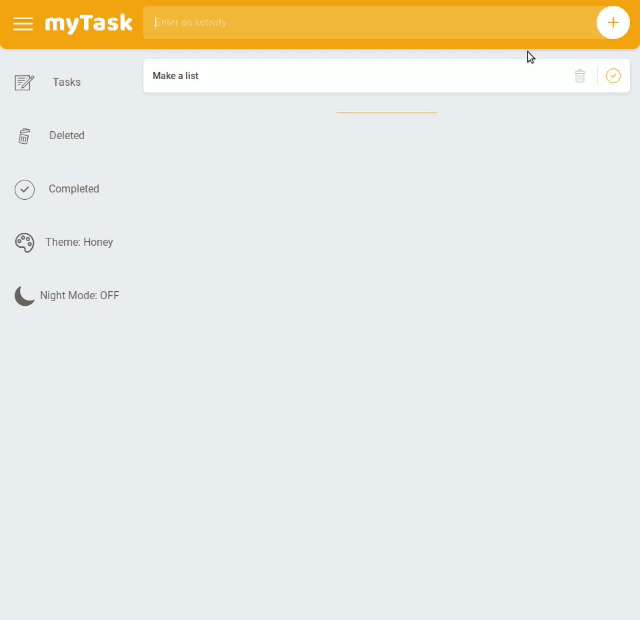 myTask
Enter an activity...
Make a list
Tasks
Deleted
Completed
Theme: Honey
Night Mode: OFF